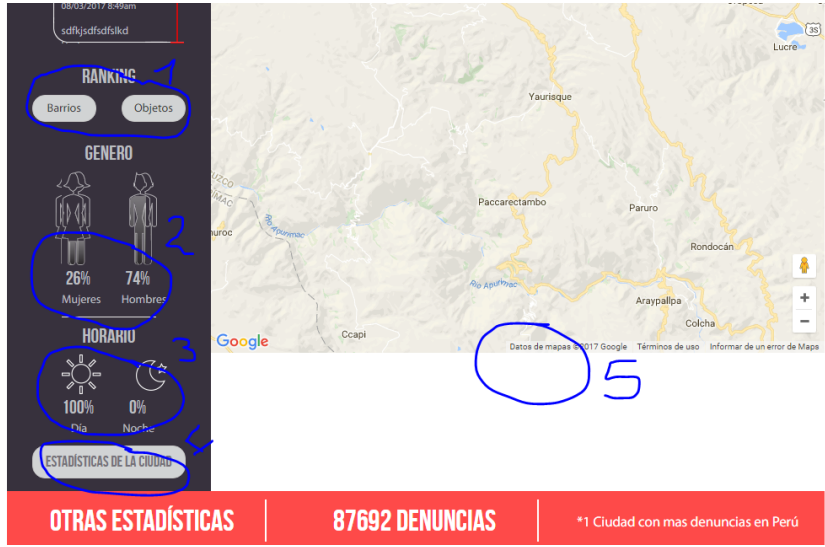 08/03/2017 8:49am
sdfkjsdfsdfslkd
1
RANKING
Barrios
Objetos
GENERO
2
26%
74%
Mujeres
Hombres
HORARIO
3
100%
0%
Día
Noche
4
ESTADÍSTICAS DE LA CIUDAD
Lucre
3S
Yaurisque
Paccarectambo
Paruro
Rondocán
Río Apurímac
Río Apurímac
Araypallpa
Colcha
Ccapi
Google
Datos de mapas ©2017 Google
Términos de uso
Informar de un error de Maps
5
OTRAS ESTADÍSTICAS
87692 DENUNCIAS
*1 Ciudad con mas denuncias en Perú